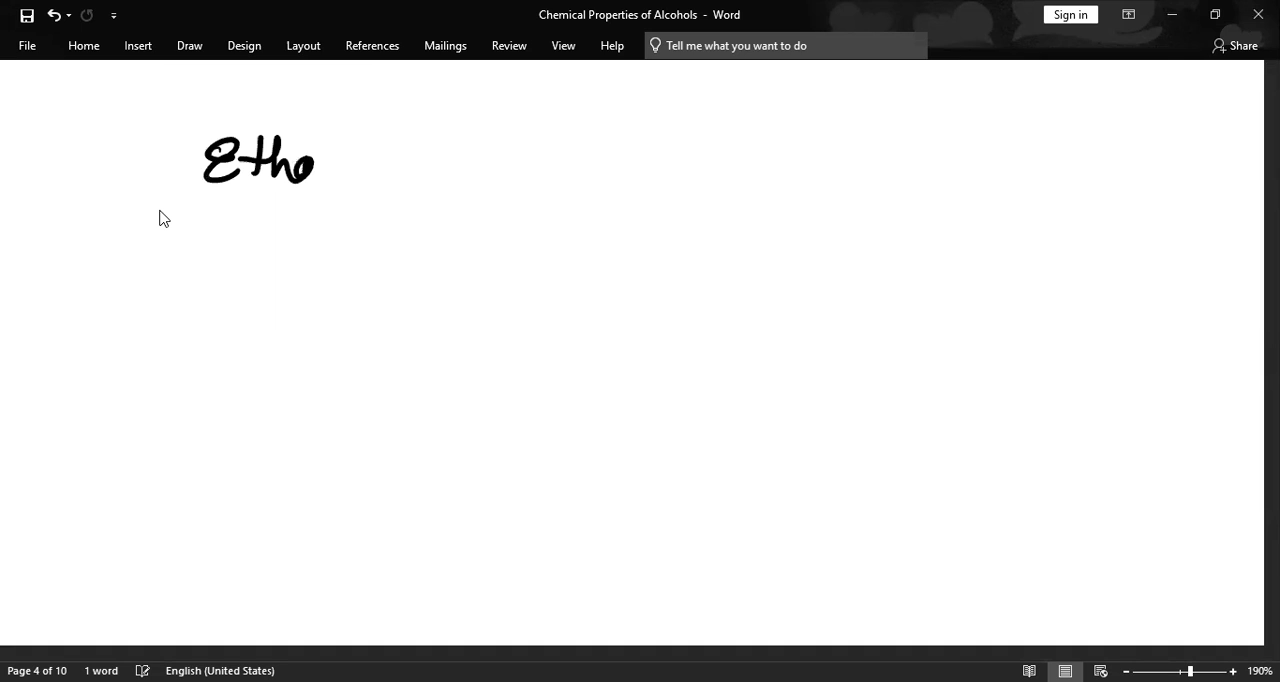 Chemical Properties of Alcohols - Word
Sign in
File Home Insert Draw Design Layout References Mailings Review View Help Tell me what you want to do Share
Etho
Page 4 of 10 1 word English (United States) 190%